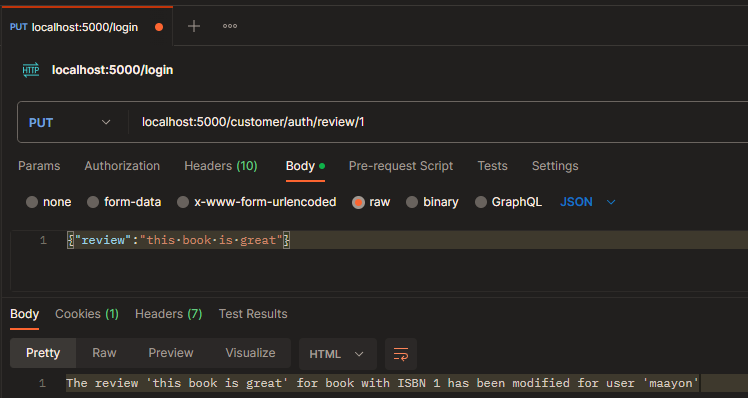 PUT localhost:5000/login
HTTP localhost:5000/login
PUT localhost:5000/customer/auth/review/1
Params Authorization Headers (10) Body Pre-request Script Tests Settings
none form-data x-www-form-urlencoded raw binary GraphQL JSON
1 {"review":"this·book·is·great"}
Body Cookies (1) Headers (7) Test Results
Pretty Raw Preview Visualize HTML
1 The review 'this book is great' for book with ISBN 1 has been modified for user 'maayon'